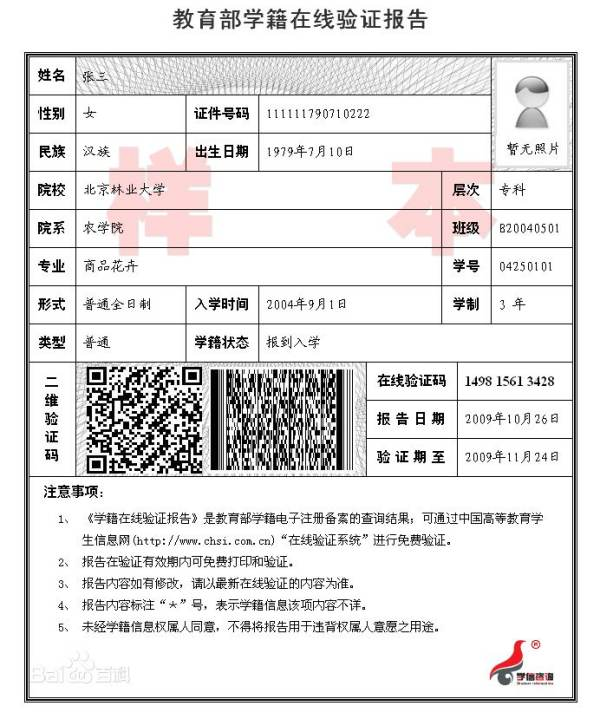 教育部学籍在线验证报告
姓名 张三
性别 女 证件号码 111111790710222
暂无照片
民族 汉族 出生日期 1979年7月10日
样本
院校 北京林业大学 层次 专科
院系 农学院 班级 B20040501
专业 商品花卉 学号 04250101
形式 普通全日制 入学时间 2004年9月1日 学制 3 年
类型 普通 学籍状态 报到入学
二维验证码
在线验证码 1498 1561 3428
报告日期 2009年10月26日
验证期至 2009年11月24日
注意事项：
1、 《学籍在线验证报告》是教育部学籍电子注册备案的查询结果；可通过中国高等教育学
生信息网(http://www.chsi.com.cn)“在线验证系统”进行免费验证。
2、 报告在验证有效期内可免费打印和验证。
3、 报告内容如有修改，请以最新在线验证的内容为准。
4、 报告内容标注“*”号，表示学籍信息该项内容不详。
5、 未经学籍信息权属人同意，不得将报告用于违背权属人意愿之用途。
Baidu百科
学信咨询